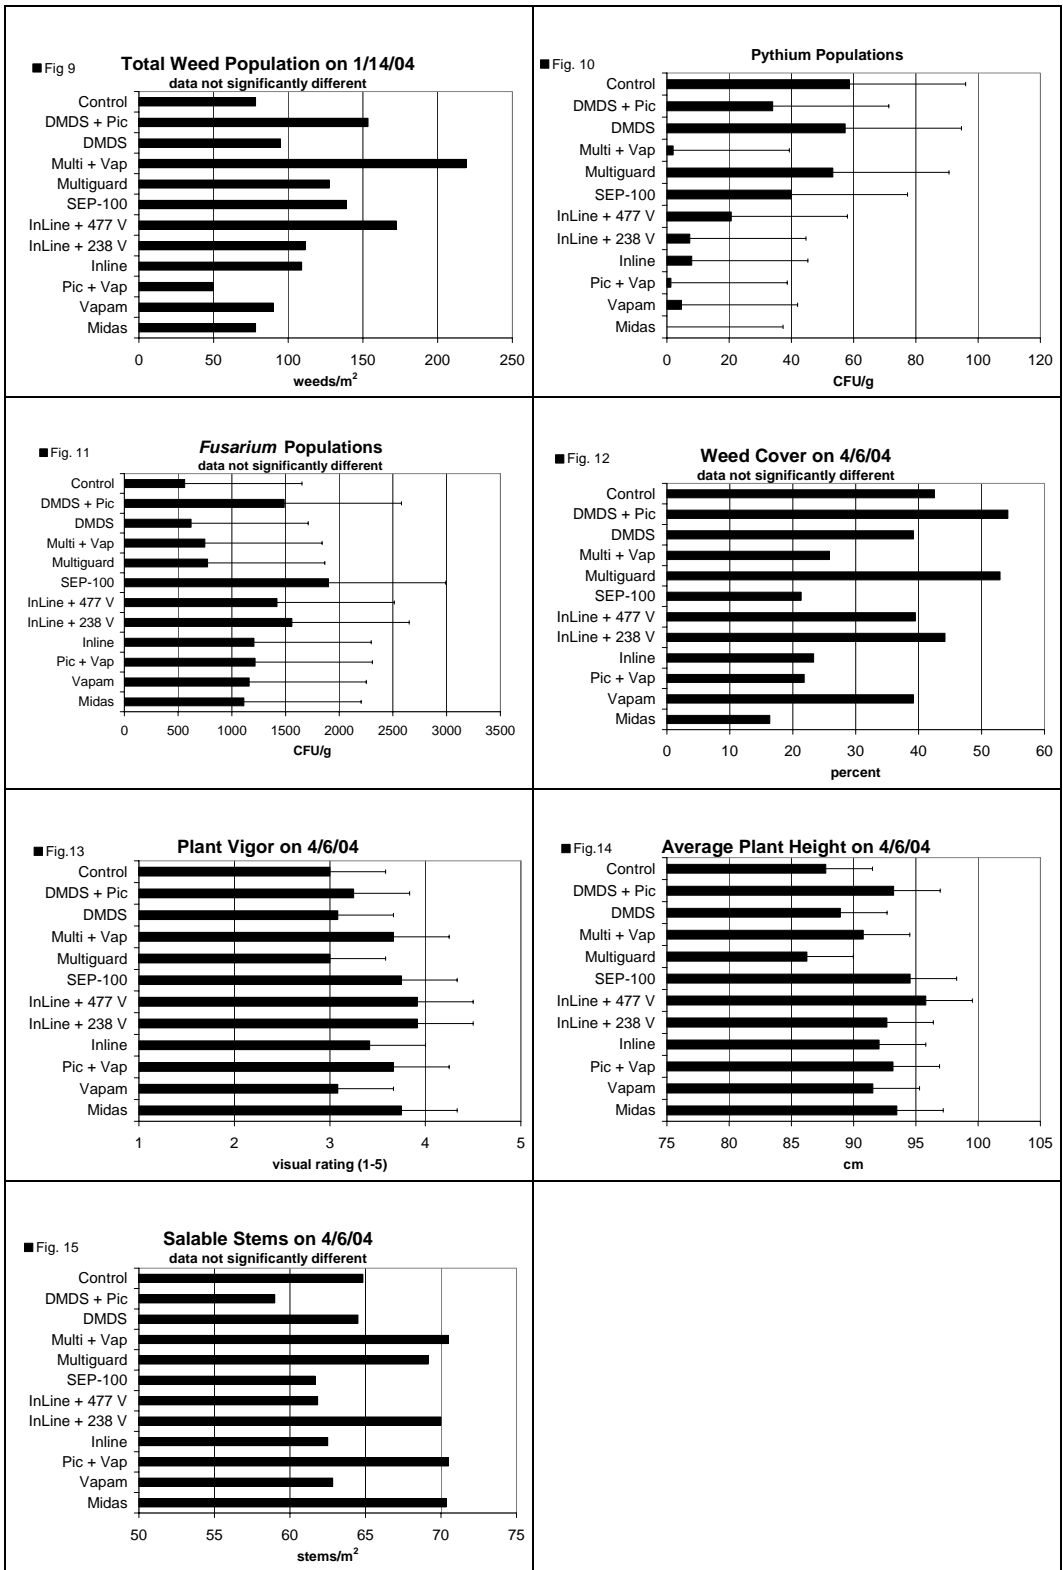 Fig 9
Total Weed Population on 1/14/04
data not significantly different
Control
DMDS + Pic
DMDS
Multi + Vap
Multiguard
SEP-100
InLine + 477 V
InLine + 238 V
Inline
Pic + Vap
Vapam
Midas
0 50 100 150 200 250
weeds/m²
Fig. 10
Pythium Populations
Control
DMDS + Pic
DMDS
Multi + Vap
Multiguard
SEP-100
InLine + 477 V
InLine + 238 V
Inline
Pic + Vap
Vapam
Midas
0 20 40 60 80 100 120
CFU/g
Fig. 11
Fusarium Populations
data not significantly different
Control
DMDS + Pic
DMDS
Multi + Vap
Multiguard
SEP-100
InLine + 477 V
InLine + 238 V
Inline
Pic + Vap
Vapam
Midas
0 500 1000 1500 2000 2500 3000 3500
CFU/g
Fig. 12
Weed Cover on 4/6/04
data not significantly different
Control
DMDS + Pic
DMDS
Multi + Vap
Multiguard
SEP-100
InLine + 477 V
InLine + 238 V
Inline
Pic + Vap
Vapam
Midas
0 10 20 30 40 50 60
percent
Fig.13
Plant Vigor on 4/6/04
Control
DMDS + Pic
DMDS
Multi + Vap
Multiguard
SEP-100
InLine + 477 V
InLine + 238 V
Inline
Pic + Vap
Vapam
Midas
1 2 3 4 5
visual rating (1-5)
Fig.14
Average Plant Height on 4/6/04
Control
DMDS + Pic
DMDS
Multi + Vap
Multiguard
SEP-100
InLine + 477 V
InLine + 238 V
Inline
Pic + Vap
Vapam
Midas
75 80 85 90 95 100 105
cm
Fig. 15
Salable Stems on 4/6/04
data not significantly different
Control
DMDS + Pic
DMDS
Multi + Vap
Multiguard
SEP-100
InLine + 477 V
InLine + 238 V
Inline
Pic + Vap
Vapam
Midas
50 55 60 65 70 75
stems/m²